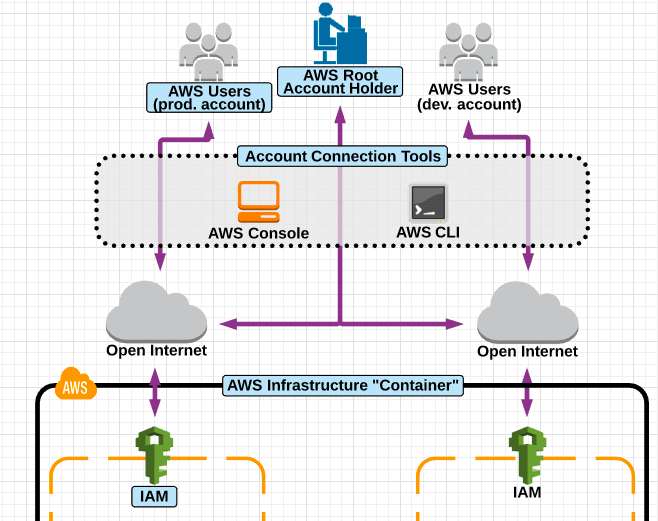 AWS Users
(prod. account)
AWS Root
Account Holder
AWS Users
(dev. account)
Account Connection Tools
AWS Console
AWS CLI
Open Internet
Open Internet
AWS
AWS Infrastructure "Container"
IAM
IAM